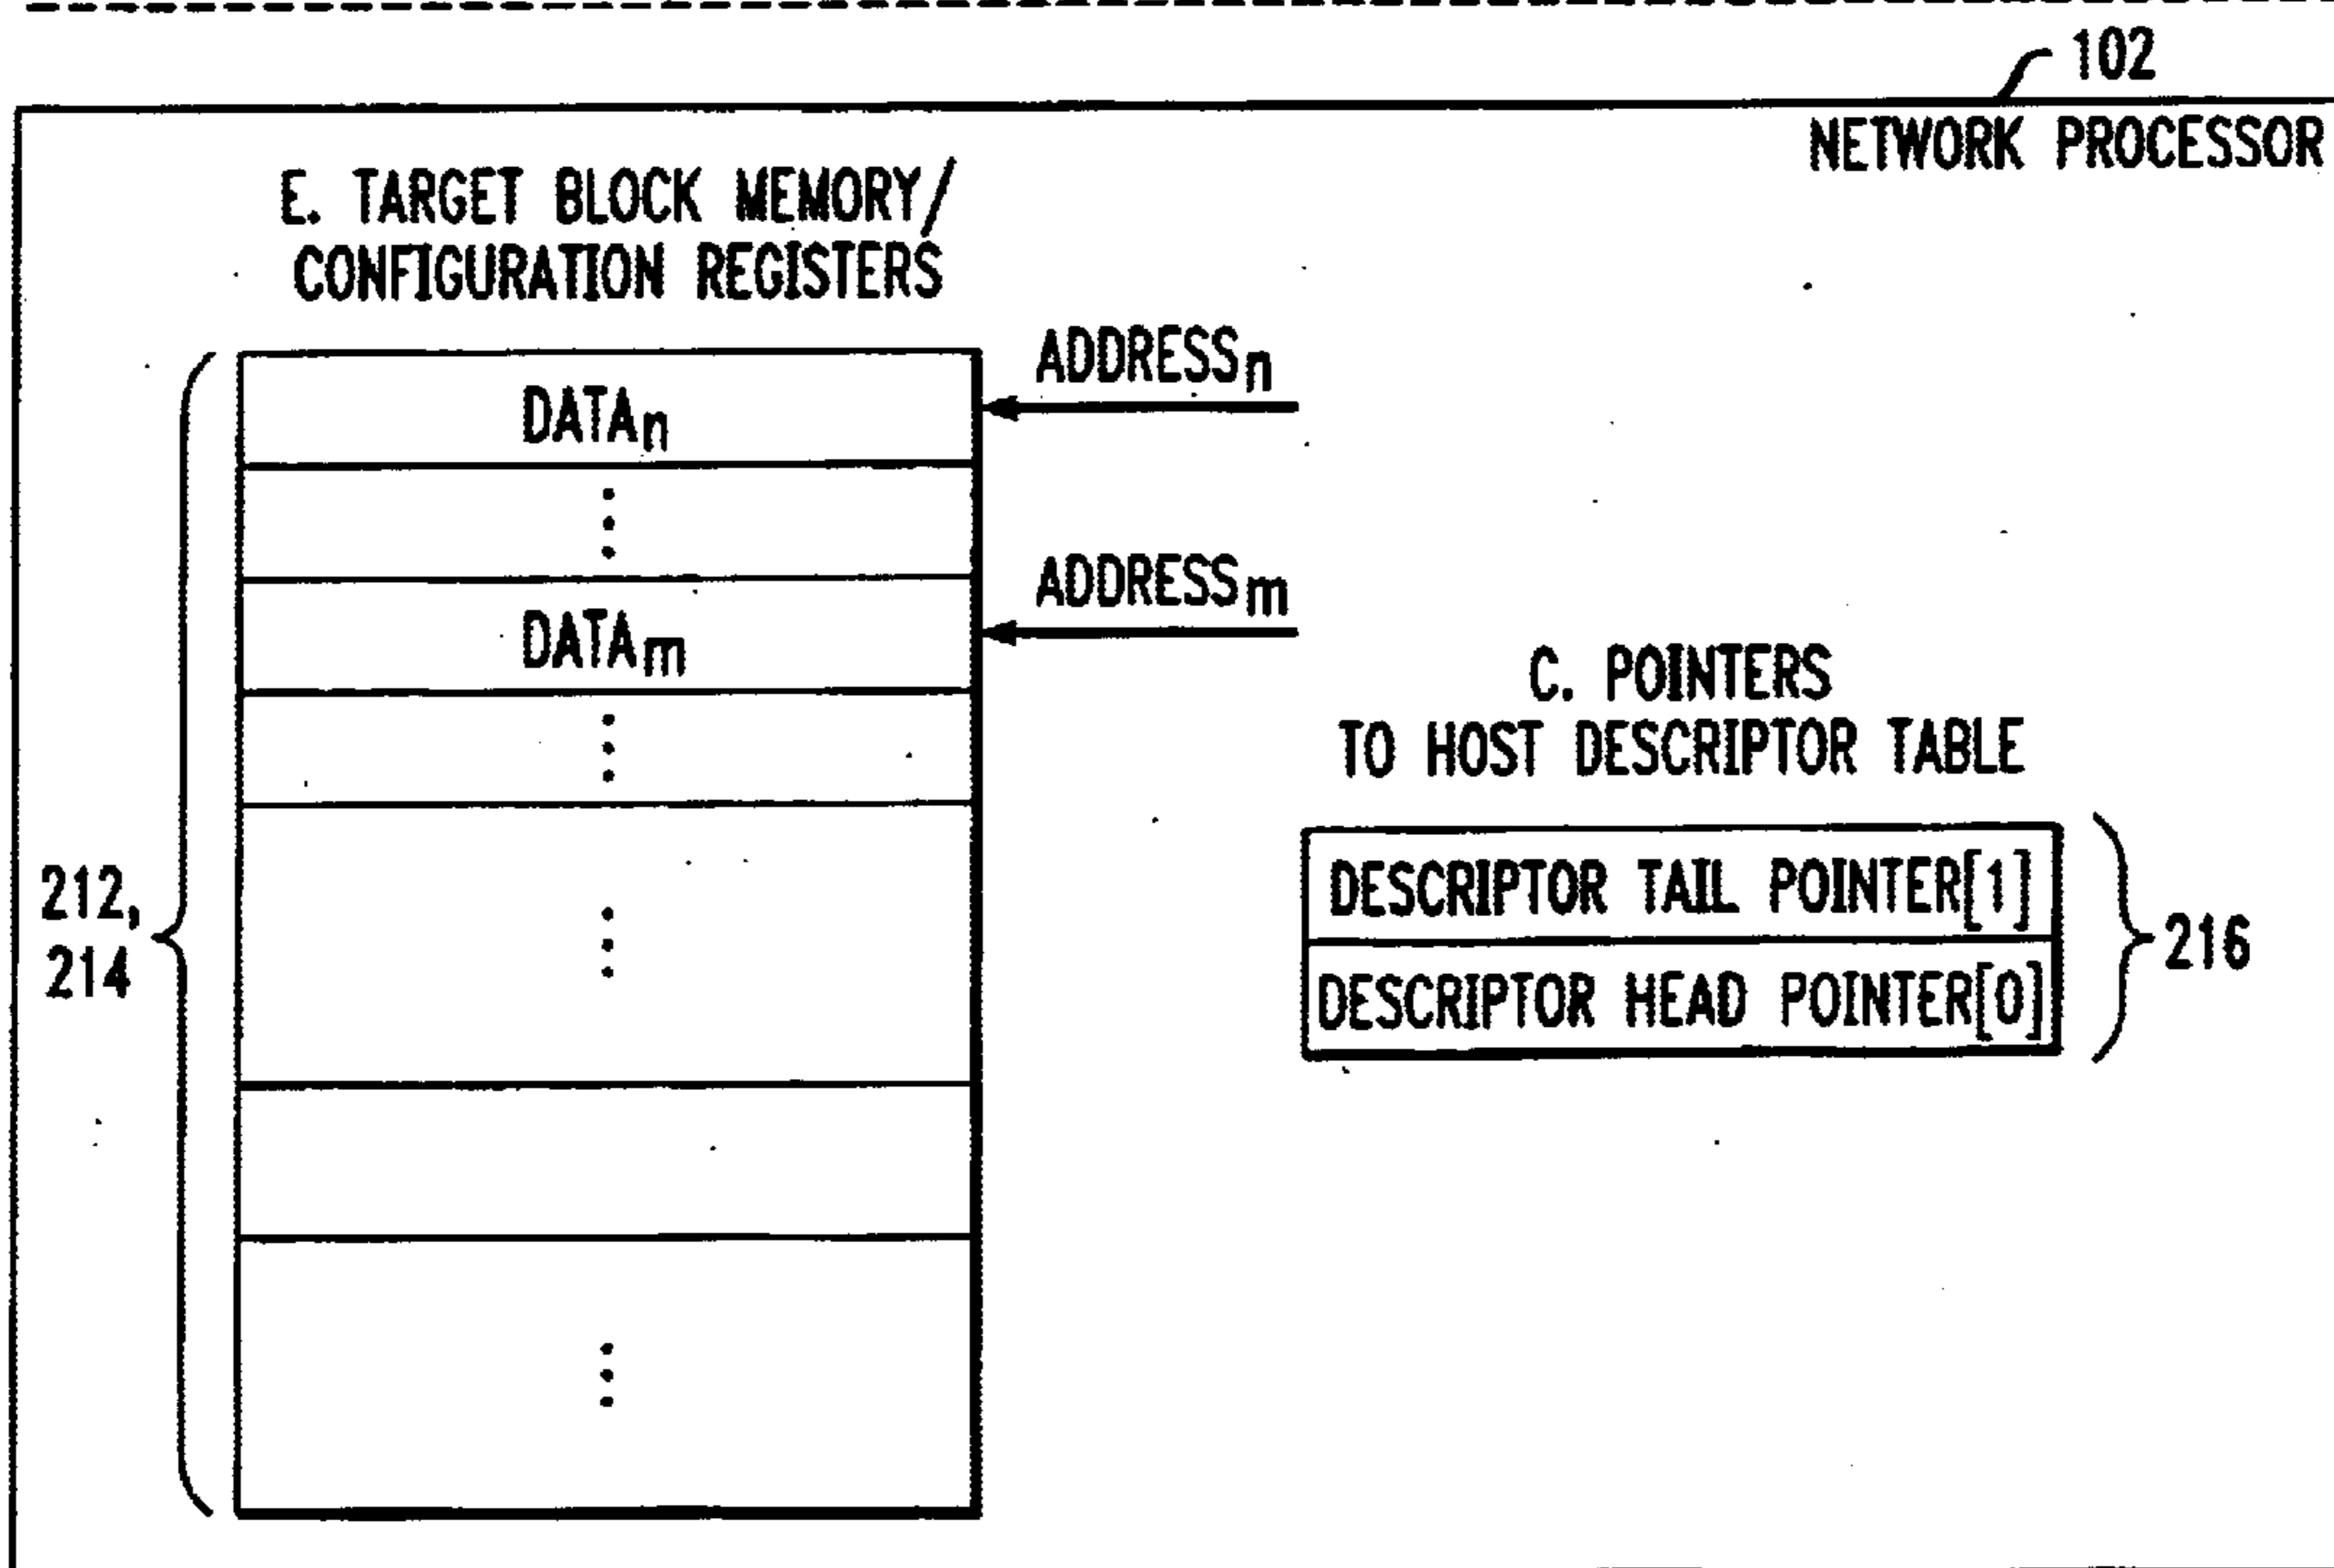 102
NETWORK PROCESSOR
E. TARGET BLOCK MEMORY/
CONFIGURATION REGISTERS
ADDRESSn
DATAn
ADDRESSm
DATAm
C. POINTERS
TO HOST DESCRIPTOR TABLE
212,
214
DESCRIPTOR TAIL POINTER[1]
216
DESCRIPTOR HEAD POINTER[0]